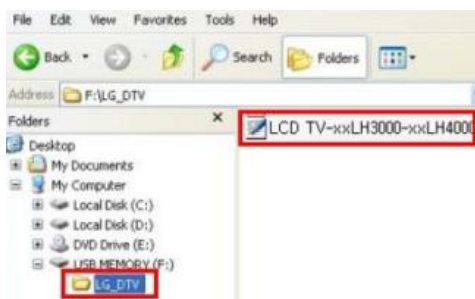 File Edit View Favorites Tools Help
Back Search Folders
Address F:\LG_DTV
Folders x LCD TV-xxLH3000-xxLH4000
Desktop
My Documents
My Computer
Local Disk (C:)
Local Disk (D:)
DVD Drive (E:)
USB MEMORY (F:)
LG_DTV